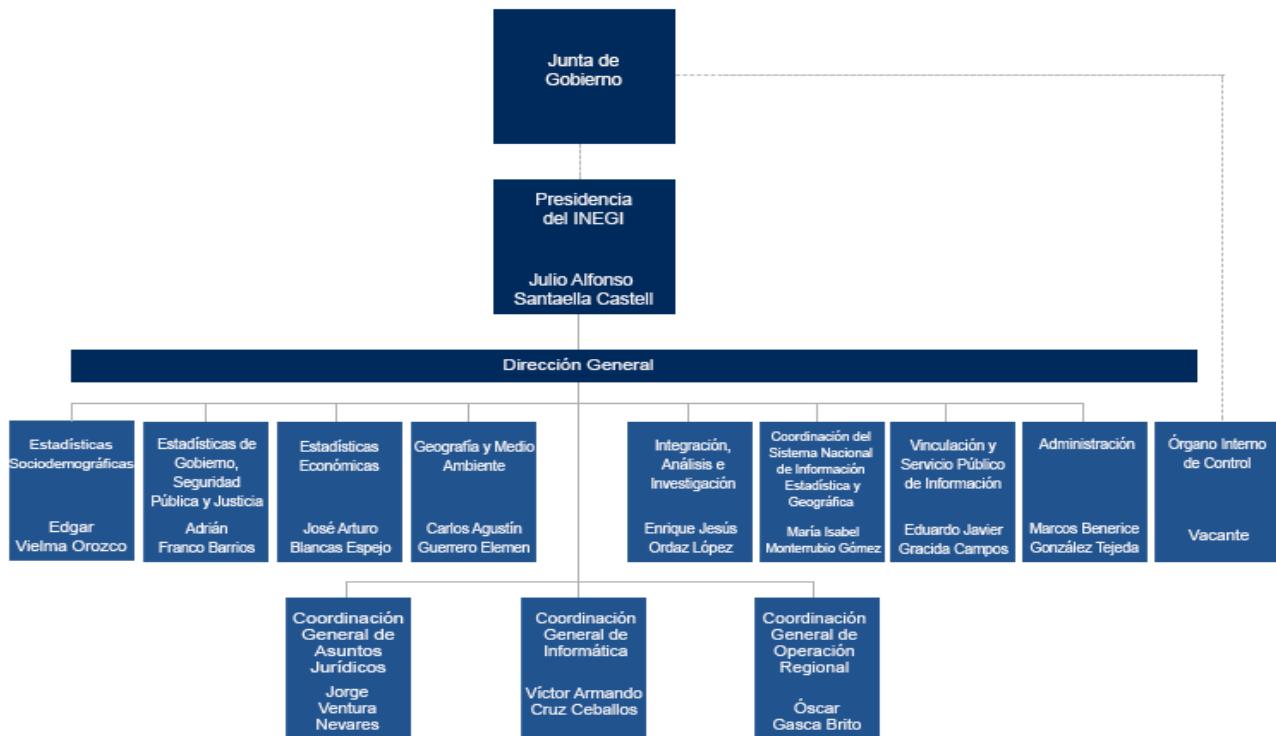 Junta de
Gobierno
Presidencia
del INEGI
Julio Alfonso
Santaella Castell
Dirección General
Estadísticas
Sociodemográficas
Edgar
Vielma Orozco
Estadísticas de
Gobierno,
Seguridad
Pública y Justicia
Adrián
Franco Barrios
Estadísticas
Económicas
José Arturo
Blancas Espejo
Geografía y Medio
Ambiente
Carlos Agustín
Guerrero Elemen
Integración,
Análisis e
Investigación
Enrique Jesús
Ordaz López
Coordinación del
Sistema Nacional
de Información
Estadística y
Geográfica
María Isabel
Monterrubio Gómez
Vinculación y
Servicio Público
de Información
Eduardo Javier
Gracida Campos
Administración
Marcos Benerice
González Tejeda
Órgano Interno
de Control
Vacante
Coordinación
General de
Asuntos
Jurídicos
Jorge
Ventura
Nevares
Coordinación
General de
Informática
Víctor Armando
Cruz Ceballos
Coordinación
General de
Operación
Regional
Óscar
Gasca Brito